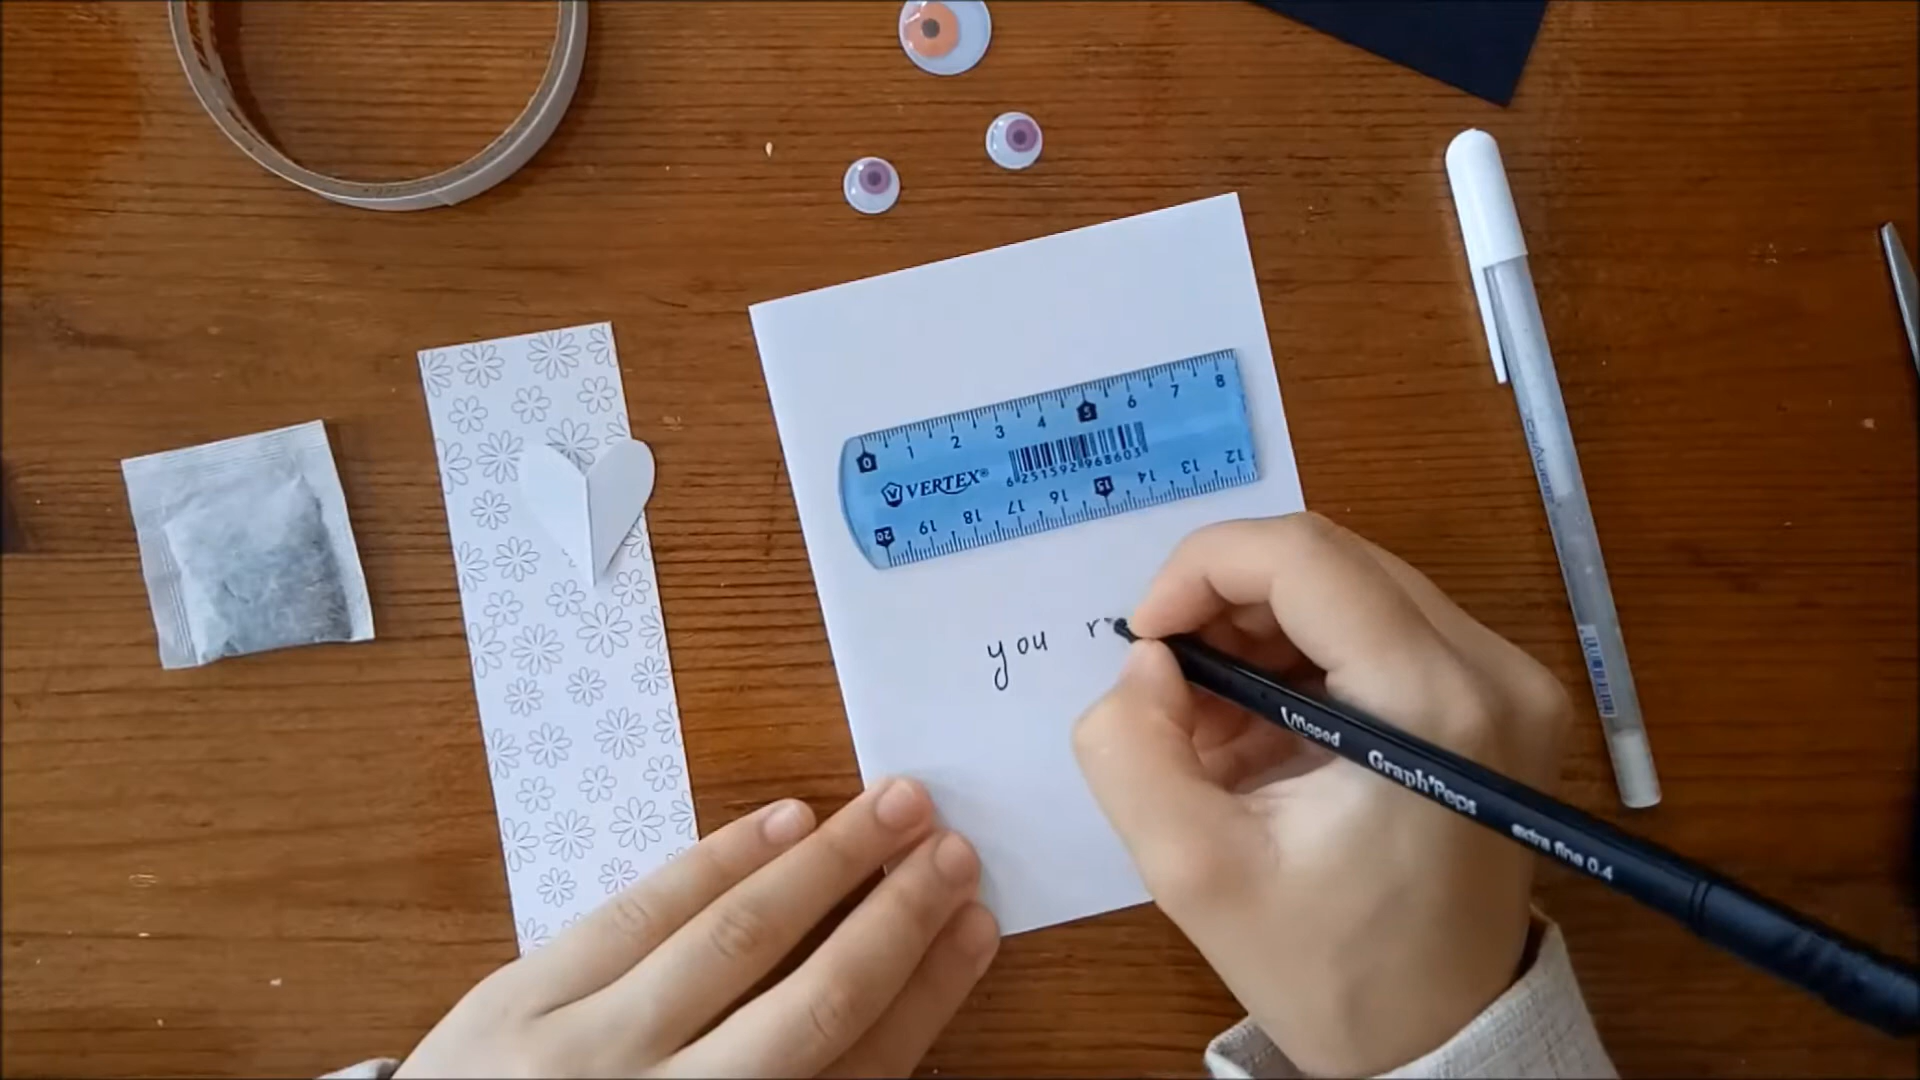 0 1 2 3 4 5 6 7 8
VERTEX®
6251592968603
20 19 18 17 16 15 14 13 12
you r
Maped Graph'Peps extra fine 0.4